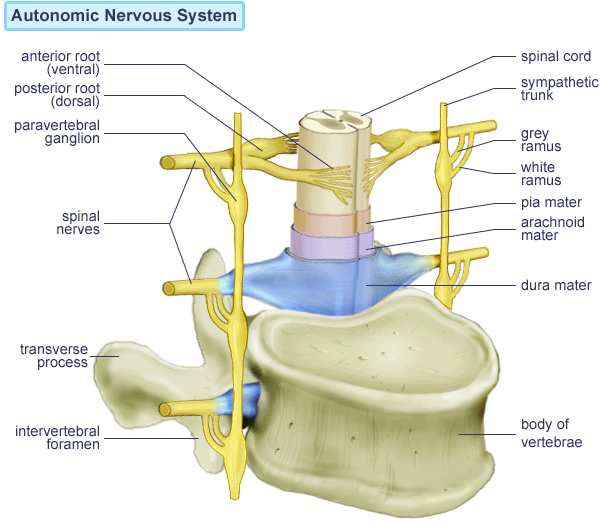 Autonomic Nervous System
anterior root
(ventral)
posterior root
(dorsal)
paravertebral
ganglion
spinal
nerves
transverse
process
intervertebral
foramen
spinal cord
sympathetic
trunk
grey
ramus
white
ramus
pia mater
arachnoid
mater
dura mater
body of
vertebrae